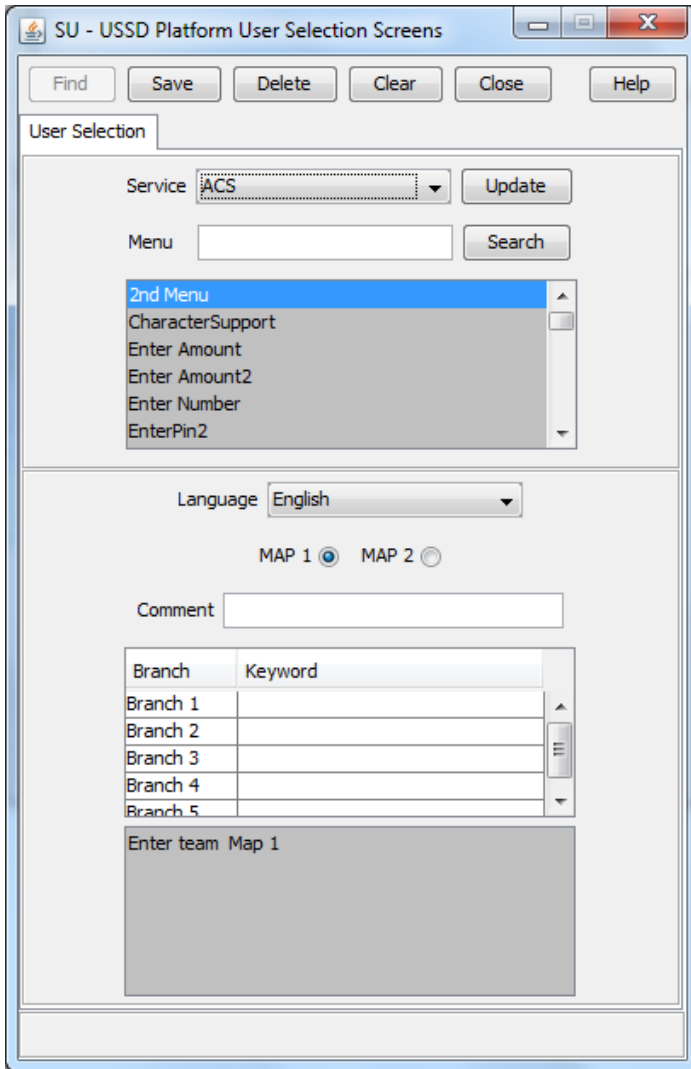 SU - USSD Platform User Selection Screens
Find Save Delete Clear Close Help
User Selection
Service ACS Update
Menu Search
2nd Menu
CharacterSupport
Enter Amount
Enter Amount2
Enter Number
EnterPin2
Language English
MAP 1 MAP 2
Comment
Branch Keyword
Branch 1
Branch 2
Branch 3
Branch 4
Branch 5
Enter team Map 1